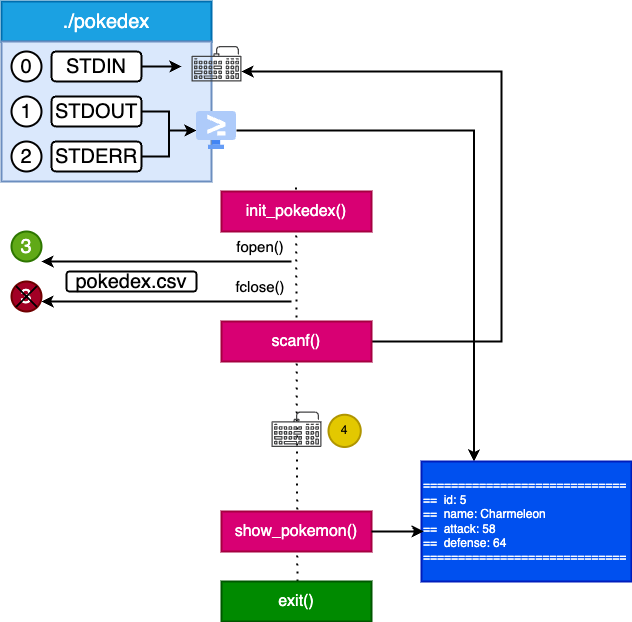 ./pokedex
0
STDIN
1
STDOUT
2
STDERR
init_pokedex()
3
fopen()
pokedex.csv
3
fclose()
scanf()
4
==============================
== id: 5
== name: Charmeleon
== attack: 58
== defense: 64
==============================
show_pokemon()
exit()